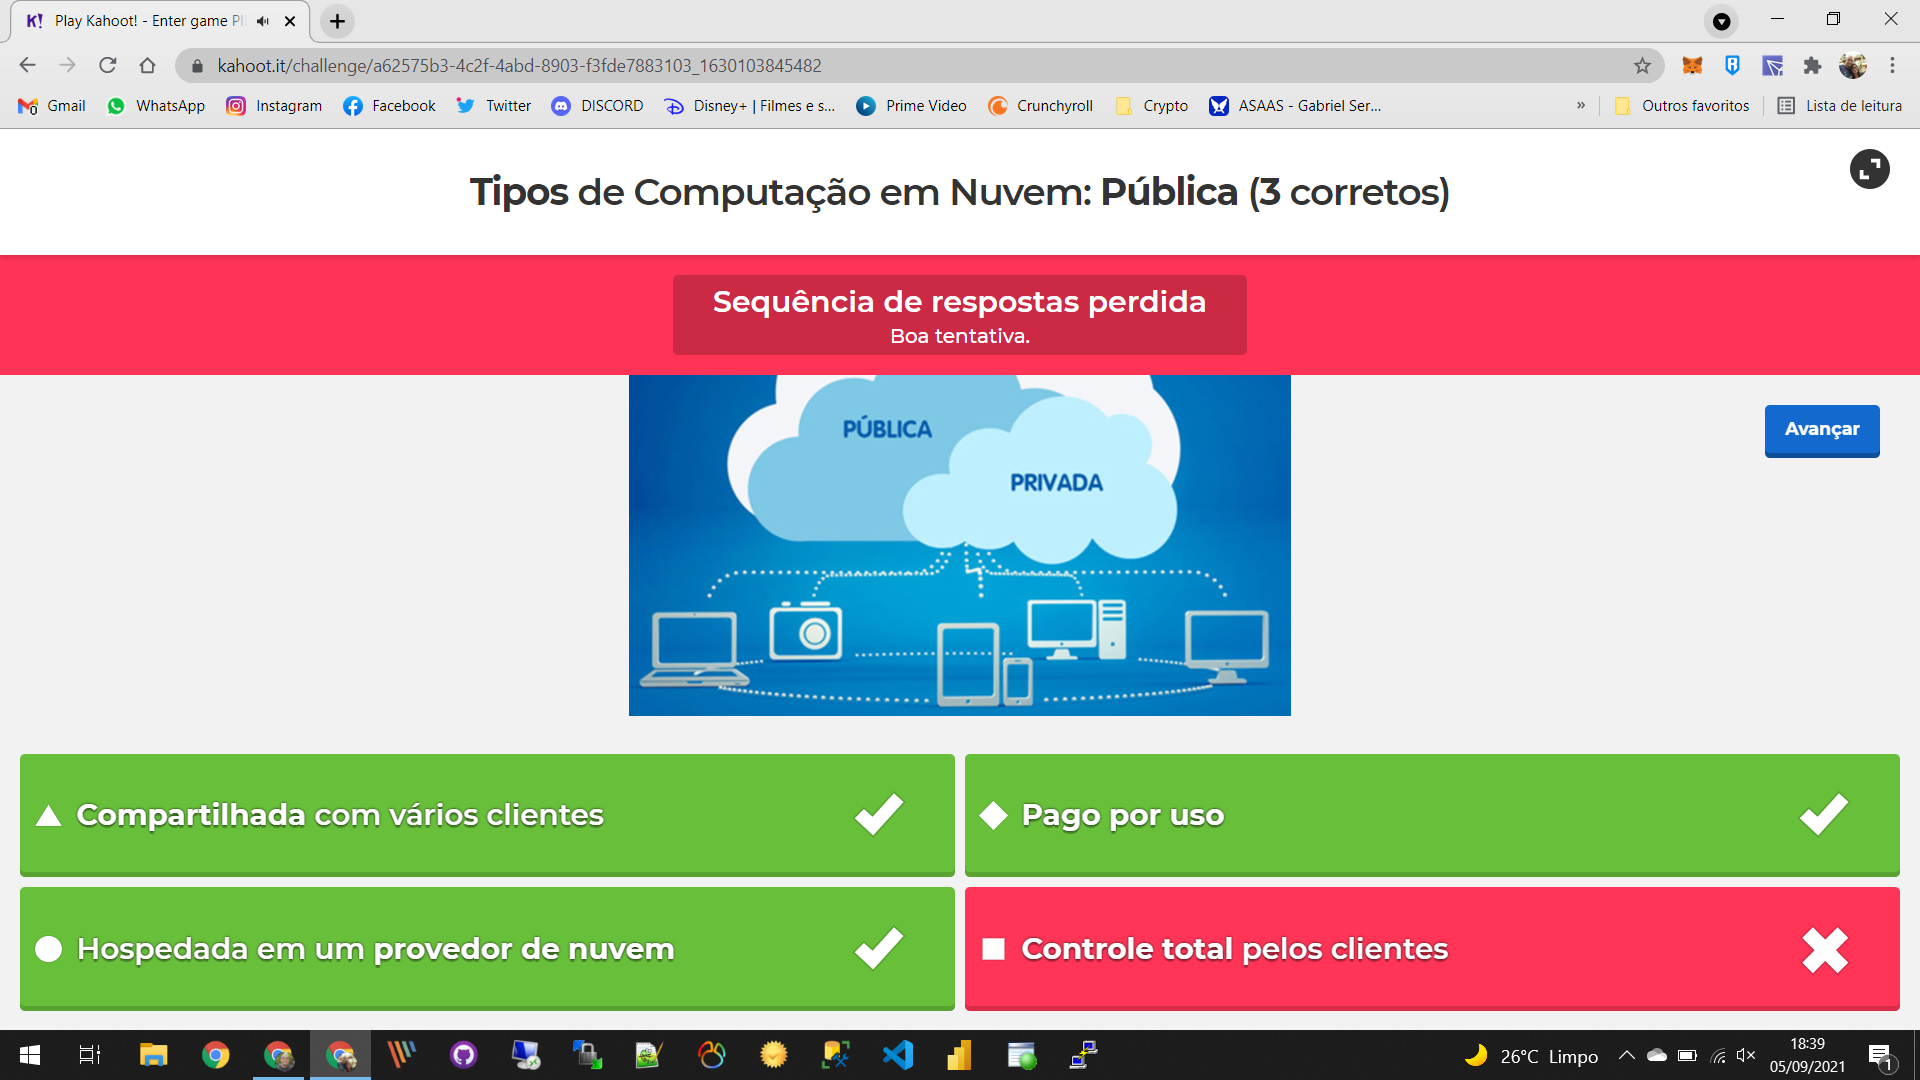 Play Kahoot! - Enter game P
kahoot.it/challenge/a62575b3-4c2f-4abd-8903-f3fde7883103_1630103845482
Gmail WhatsApp Instagram Facebook Twitter DISCORD Disney+ | Filmes e s... Prime Video Crunchyroll Crypto ASAAS - Gabriel Ser... » Outros favoritos Lista de leitura
Tipos de Computação em Nuvem: Pública (3 corretos)
Sequência de respostas perdida
Boa tentativa.
Avançar
PÚBLICA
PRIVADA
Compartilhada com vários clientes
Pago por uso
Hospedada em um provedor de nuvem
Controle total pelos clientes
26°C Limpo
18:39
05/09/2021
1